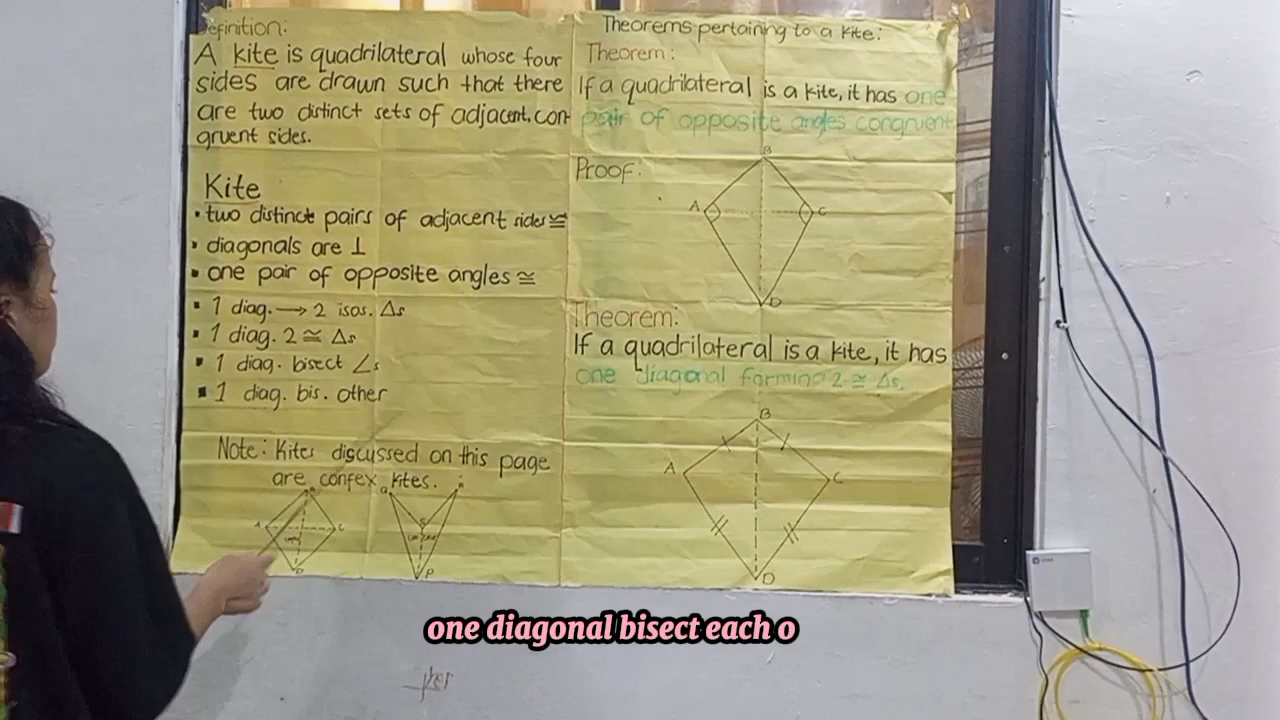 Definition:
A kite is quadrilateral whose four
sides are drawn such that there
are two distinct sets of adjacent, con-
gruent sides.
Kite
• two distinct pairs of adjacent sides ≅
• diagonals are ⊥
• one pair of opposite angles ≅
▪ 1 diag. → 2 isos. Δs
▪ 1 diag. 2 ≅ Δs
▪ 1 diag. bisect ∠s
▪ 1 diag. bis. other
Note: Kites discussed on this page
are confex kites.
A
C
D
S
P
Theorems pertaining to a kite:
Theorem:
If a quadrilateral is a kite, it has one
pair of opposite angles congruent
Proof:
B
A
C
D
Theorem:
If a quadrilateral is a kite, it has
one diagonal forming 2 ≅ Δs.
B
A
C
D
one diagonal bisect each o